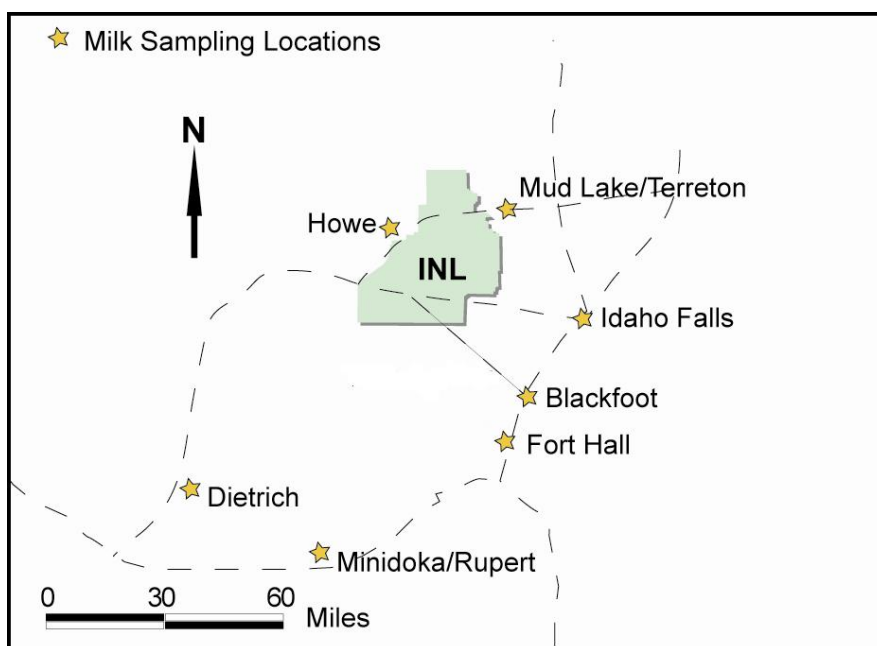 Milk Sampling Locations
N
Mud Lake/Terreton
Howe
INL
Idaho Falls
Blackfoot
Fort Hall
Dietrich
Minidoka/Rupert
0 30 60
Miles